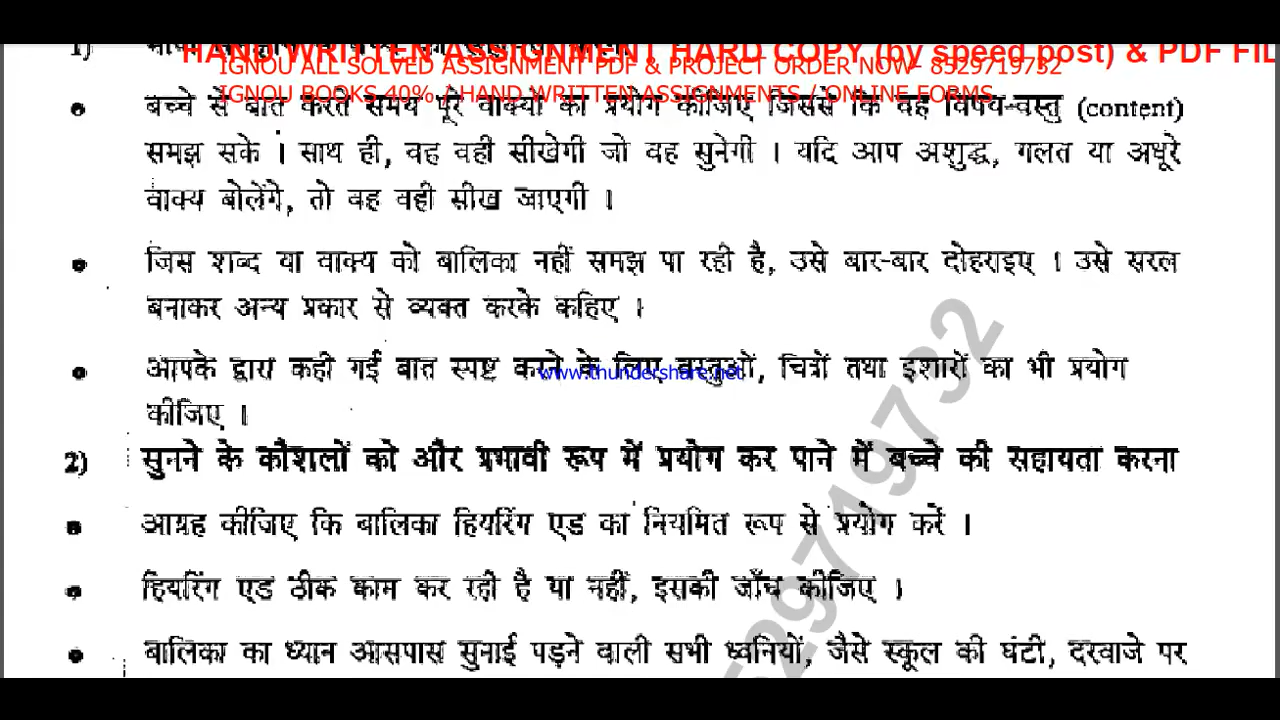 HAND WRITTEN ASSIGNMENT HARD COPY (by speed post) & PDF FIL
1)
IGNOU ALL SOLVED ASSIGNMENT PDF & PROJECT ORDER NOW- 8529719732
IGNOU BOOKS 40% / HAND WRITTEN ASSIGNMENTS / ONLINE FORMS
• बच्चे से बात करते समय पूरे वाक्यों का प्रयोग कीजिए जिससे कि वह विषय-वस्तु (content)
समझ सके । साथ ही, वह वही सीखेगी जो वह सुनेगी । यदि आप अशुद्ध, गलत या अधूरे
वाक्य बोलेंगे, तो वह वही सीख जाएगी ।
• जिस शब्द या वाक्य को बालिका नहीं समझ पा रही है, उसे बार-बार दोहराइए । उसे सरल
बनाकर अन्य प्रकार से व्यक्त करके कहिए ।
• आपके द्वारा कही गई बात स्पष्ट करने के लिए वस्तुओं, चित्रों तथा इशारों का भी प्रयोग
www.thundershare.net
कीजिए ।
2) सुनने के कौशलों को और प्रभावी रूप में प्रयोग कर पाने में बच्चे की सहायता करना
• आग्रह कीजिए कि बालिका हियरिंग एड का नियमित रूप से प्रयोग करें ।
• हियरिंग एड ठीक काम कर रही है या नहीं, इसकी जाँच कीजिए ।
• बालिका का ध्यान आसपास सुनाई पड़ने वाली सभी ध्वनियों, जैसे स्कूल की घंटी, दरवाजे पर
529719732